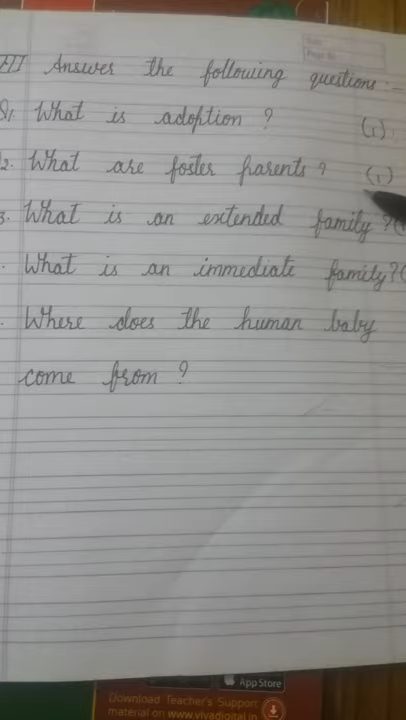 III Answer the following questions :-
Q1. What is adoption ? (1)
2. What are foster parents ? (1)
3. What is an extended family ? (
. What is an immediate family? (
. Where does the human baby
come from ?
App Store
Download Teacher's Support
material on www.vivadigital.in